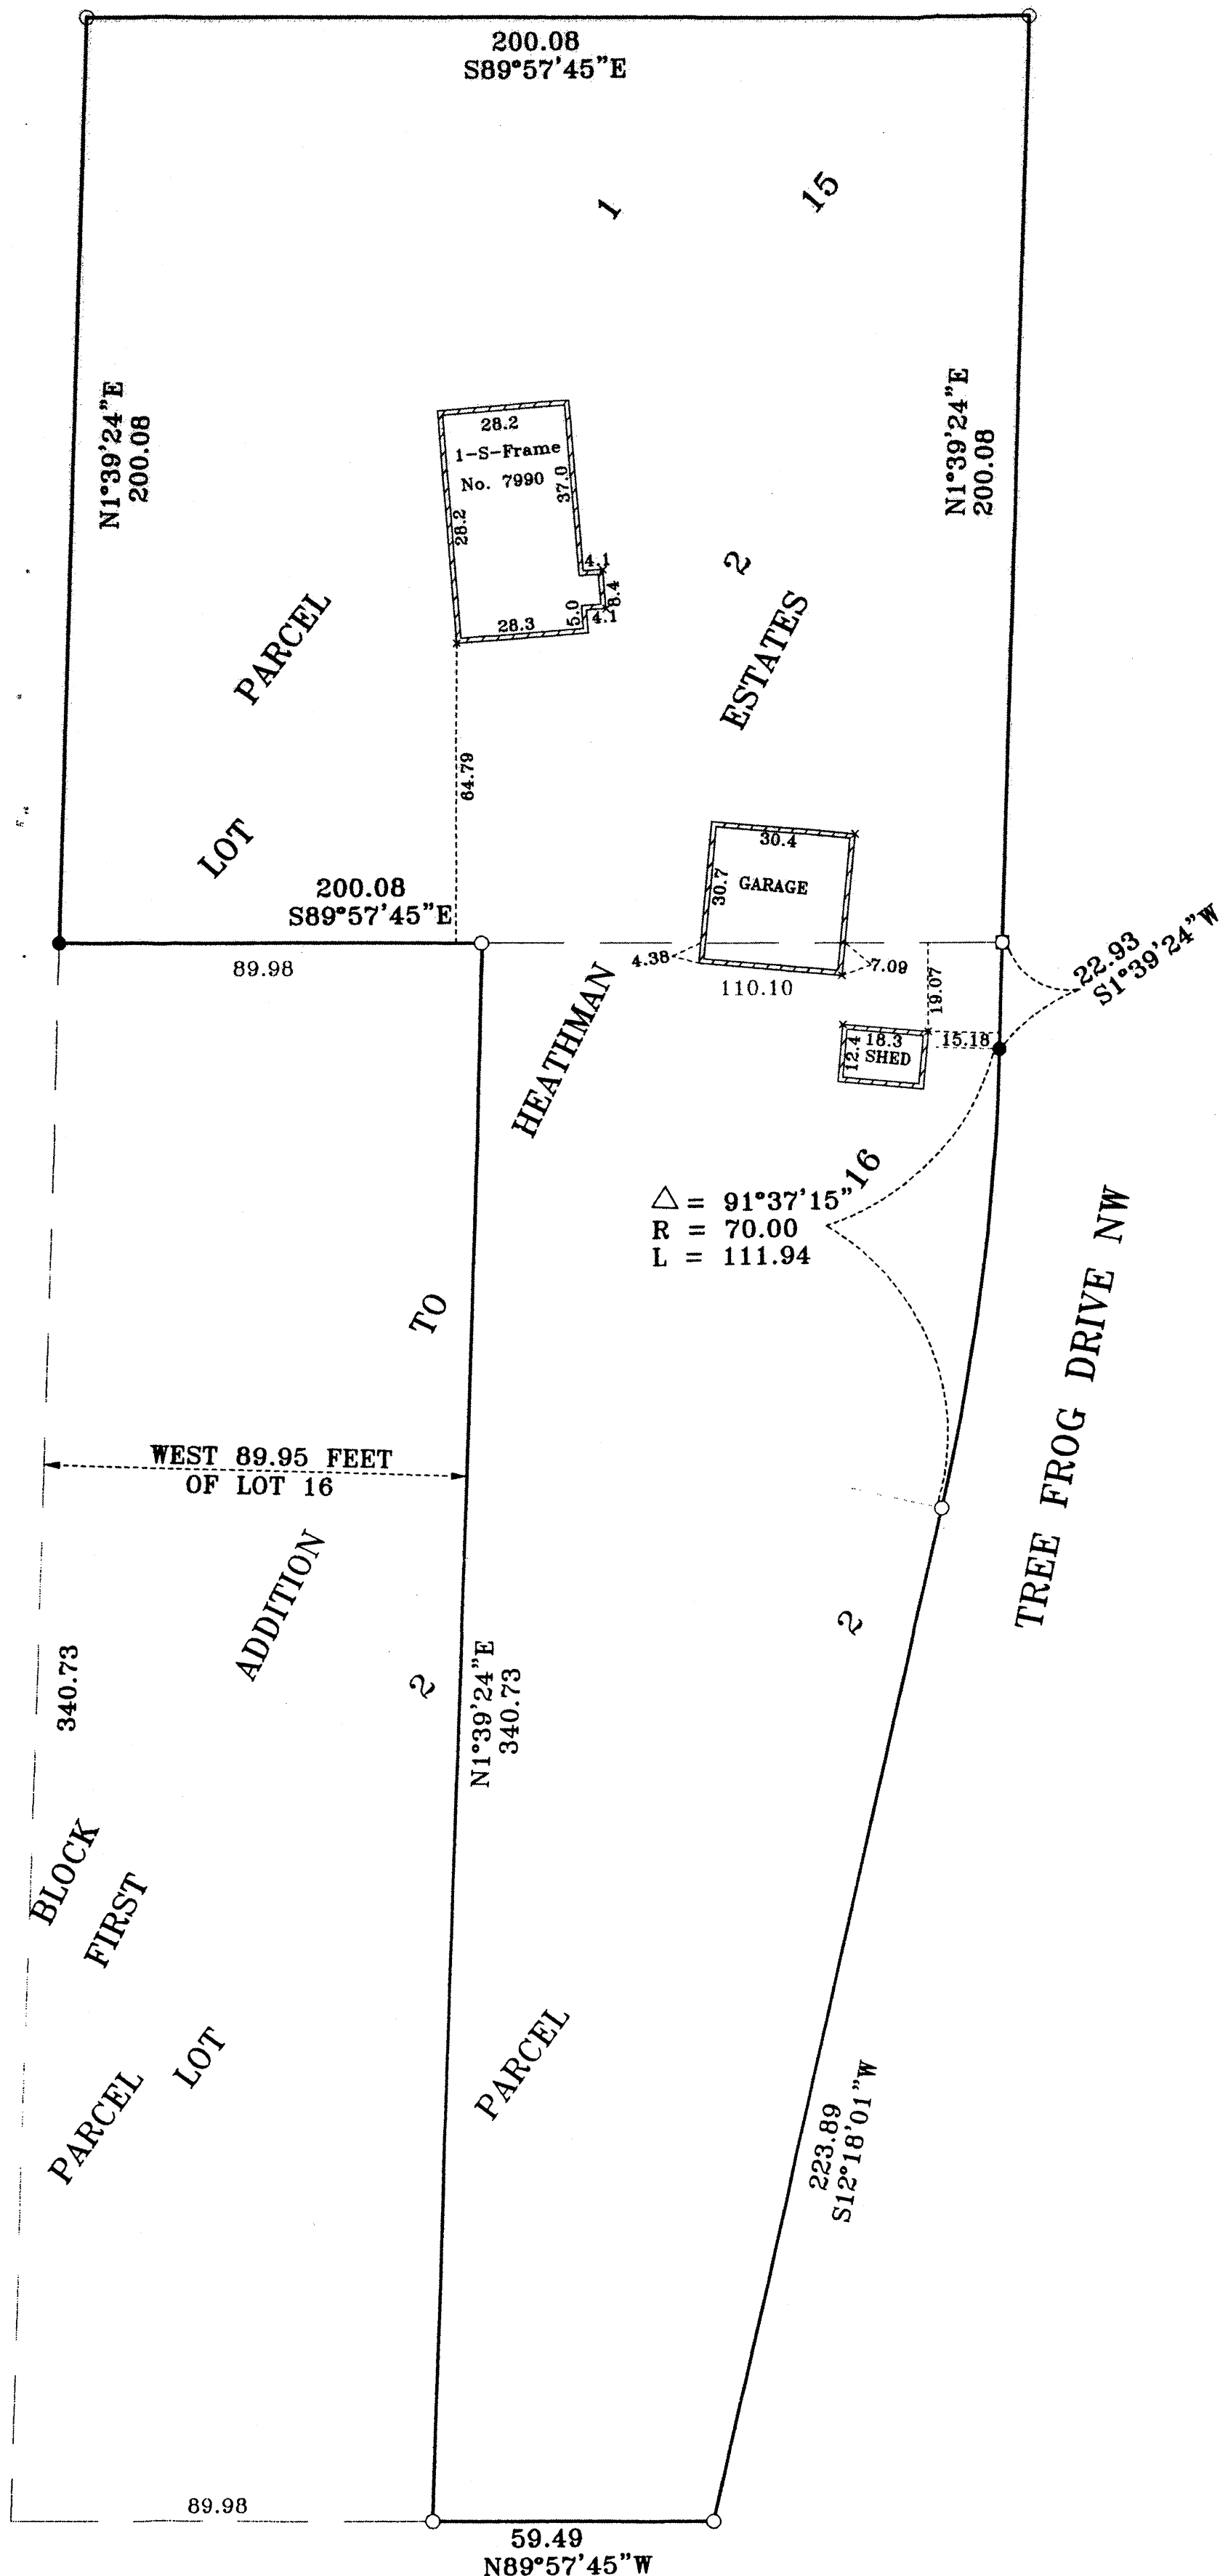 200.08
S89°57'45"E
1
15
N1°39'24"E
200.08
N1°39'24"E
200.08
28.2
1-S-Frame
No. 7990
37.0
28.2
4.1
8.4
5.0
4.1
28.3
2
PARCEL
ESTATES
64.79
LOT
30.4
30.7
GARAGE
200.08
S89°57'45"E
89.98
4.38
7.09
110.10
19.07
22.93
S1°39'24"W
HEATHMAN
18.3
12.4
SHED
15.18
16
△ = 91°37'15"
R = 70.00
L = 111.94
TO
TREE FROG DRIVE NW
WEST 89.95 FEET
OF LOT 16
ADDITION
2
2
340.73
N1°39'24"E
340.73
BLOCK
FIRST
LOT
PARCEL
PARCEL
223.89
S12°18'01"W
89.98
59.49
N89°57'45"W